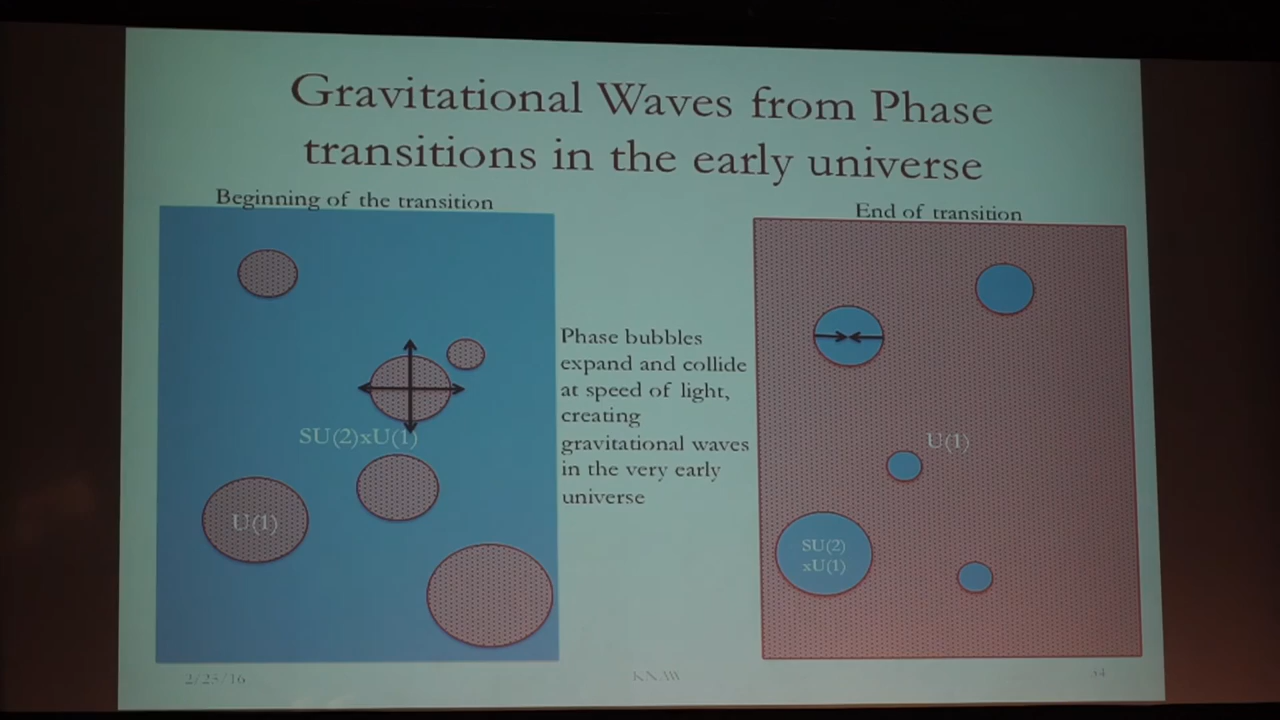 Gravitational Waves from Phase
transitions in the early universe
Beginning of the transition
End of transition
SU(2)xU(1)
U(1)
Phase bubbles
expand and collide
at speed of light,
creating
gravitational waves
in the very early
universe
U(1)
SU(2)
xU(1)
2/23/16
KNAW